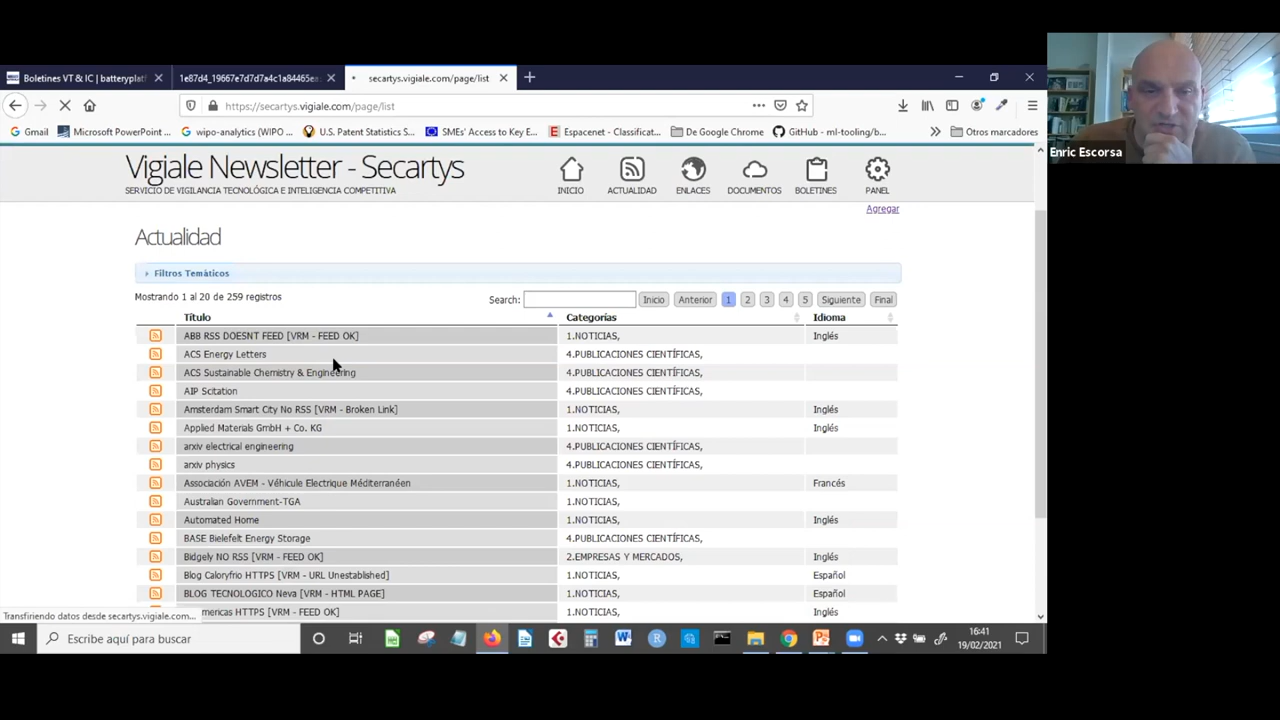 Boletines VT & IC | batteryplat
1e87d4_19667e7d7d7a4c1a84465ea
secartys.vigiale.com/page/list
https://secartys.vigiale.com/page/list
Gmail
Microsoft PowerPoint ...
wipo-analytics (WIPO ...
U.S. Patent Statistics S...
SMEs' Access to Key E...
Espacenet - Classificat...
De Google Chrome
GitHub - ml-tooling/b...
Otros marcadores
Enric Escorsa
Vigiale Newsletter - Secartys
SERVICIO DE VIGILANCIA TECNOLÓGICA E INTELIGENCIA COMPETITIVA
INICIO
ACTUALIDAD
ENLACES
DOCUMENTOS
BOLETINES
PANEL
Agregar
Actualidad
Filtros Temàticos
Mostrando 1 al 20 de 259 registros
Search:
Inicio Anterior 1 2 3 4 5 Siguiente Final
Título Categorías Idioma
ABB RSS DOESNT FEED [VRM - FEED OK] 1.NOTICIAS, Inglés
ACS Energy Letters 4.PUBLICACIONES CIENTÍFICAS,
ACS Sustainable Chemistry & Engineering 4.PUBLICACIONES CIENTÍFICAS,
AIP Scitation 4.PUBLICACIONES CIENTÍFICAS,
Amsterdam Smart City No RSS [VRM - Broken Link] 1.NOTICIAS, Inglés
Applied Materials GmbH + Co. KG 1.NOTICIAS, Inglés
arxiv electrical engineering 4.PUBLICACIONES CIENTÍFICAS,
arxiv physics 4.PUBLICACIONES CIENTÍFICAS,
Associación AVEM - Véhicule Electrique Méditerranéen 1.NOTICIAS, Francés
Australian Government-TGA 1.NOTICIAS,
Automated Home 1.NOTICIAS, Inglés
BASE Bielefelt Energy Storage 4.PUBLICACIONES CIENTÍFICAS,
Bidgely NO RSS [VRM - FEED OK] 2.EMPRESAS Y MERCADOS, Inglés
Blog Caloryfrio HTTPS [VRM - URL Unestablished] 1.NOTICIAS, Español
BLOG TECNOLOGICO Neva [VRM - HTML PAGE] 1.NOTICIAS, Español
mericas HTTPS [VRM - FEED OK] 1.NOTICIAS, Inglés
Transfiriendo datos desde secartys.vigiale.com...
Escribe aquí para buscar
16:41
19/02/2021